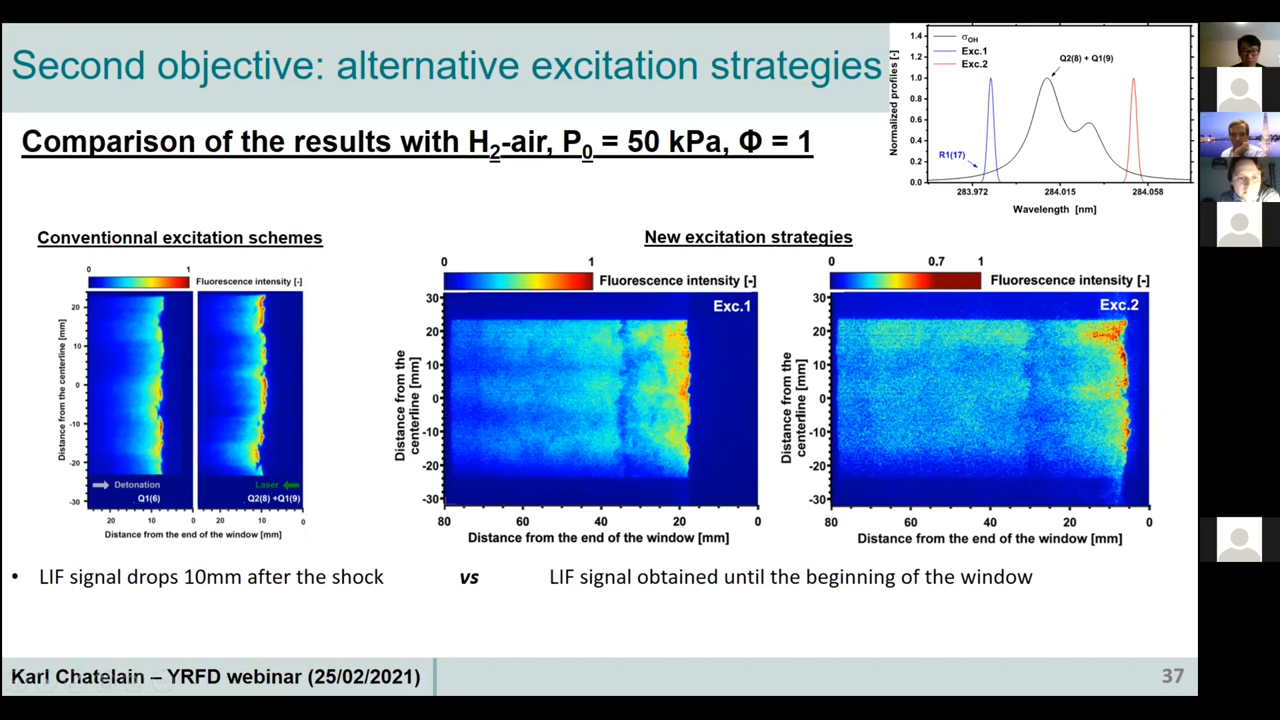 Second objective: alternative excitation strategies
Comparison of the results with H2-air, P0 = 50 kPa, Φ = 1
1.4
1.2
1.0
0.8
0.6
0.4
0.2
0.0
Normalized profiles [-]
σOH
Exc.1
Exc.2
Q2(8) + Q1(9)
R1(17)
283.972 284.015 284.058
Wavelength [nm]
Conventionnal excitation schemes
0 1
Fluorescence intensity [-]
20
10
0
-10
-20
-30
Distance from the centerline [mm]
Detonation
Q1(6)
Laser
Q2(8) +Q1(9)
20 10 0 20 10 0
Distance from the end of the window [mm]
New excitation strategies
0 1
Fluorescence intensity [-]
Exc.1
30
20
10
0
-10
-20
-30
Distance from the
centerline [mm]
80 60 40 20 0
Distance from the end of the window [mm]
0 0.7 1
Fluorescence intensity [-]
Exc.2
30
20
10
0
-10
-20
-30
Distance from the
centerline [mm]
80 60 40 20 0
Distance from the end of the window [mm]
• LIF signal drops 10mm after the shock vs LIF signal obtained until the beginning of the window
Karl Chatelain – YRFD webinar (25/02/2021)
37